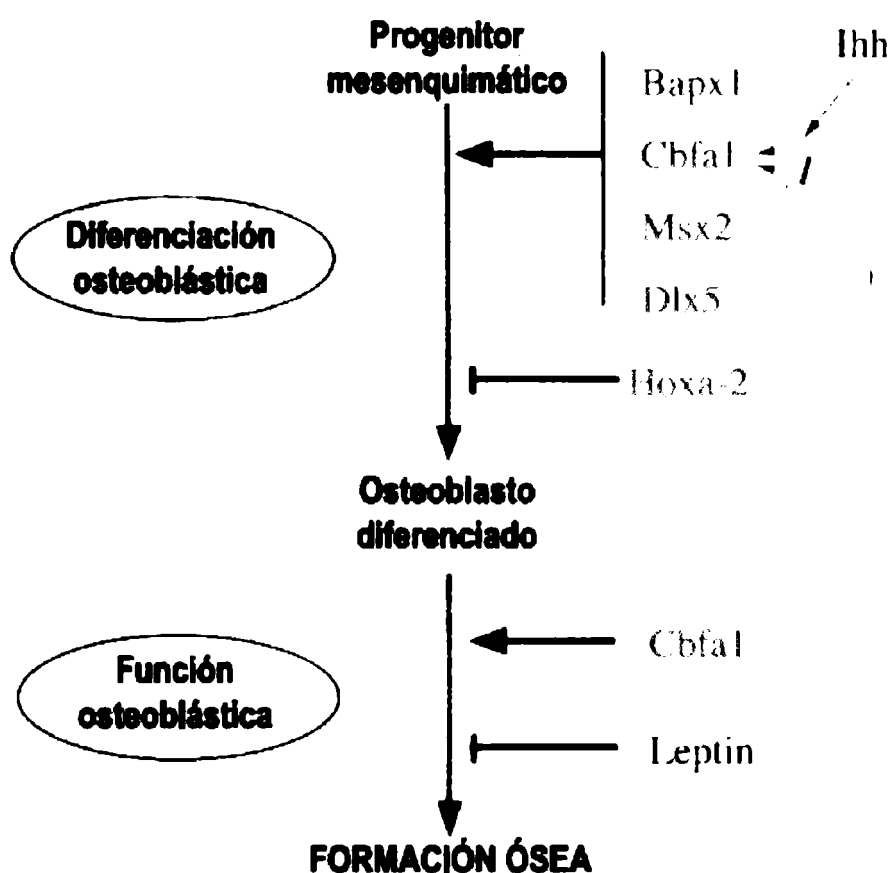 Progenitor
mesenquimático
Ihh
Bapx1
Cbfa1
Msx2
Dlx5
Diferenciación
osteoblástica
Hoxa-2
Osteoblasto
diferenciado
Cbfa1
Función
osteoblástica
Leptin
FORMACIÓN ÓSEA